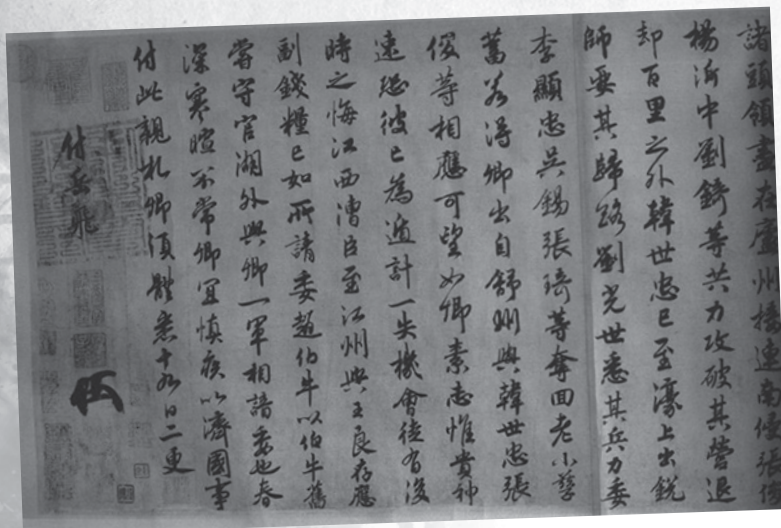 諸頭領盡在廬州接連南侵張俊
楊沂中劉錡等共力攻破其營退
却百里之外韓世忠已至濠上出銳
師要其歸路劉光世悉其兵力委
李顯忠吳錫張琦等奪回老小孳
畜若得卿出自舒州與韓世忠張
俊等相應可望如卿素志惟貴神
速恐彼已為遁計一失機會徒有後
時之悔江西漕臣至江州與王良存應
副錢糧已如所請委趙伯牛以伯牛舊
嘗守官湖外與卿一軍相諳委也春
深寒暄不常卿宜慎疾以濟國事
付此親札卿須體悉十九日二更
付岳飛